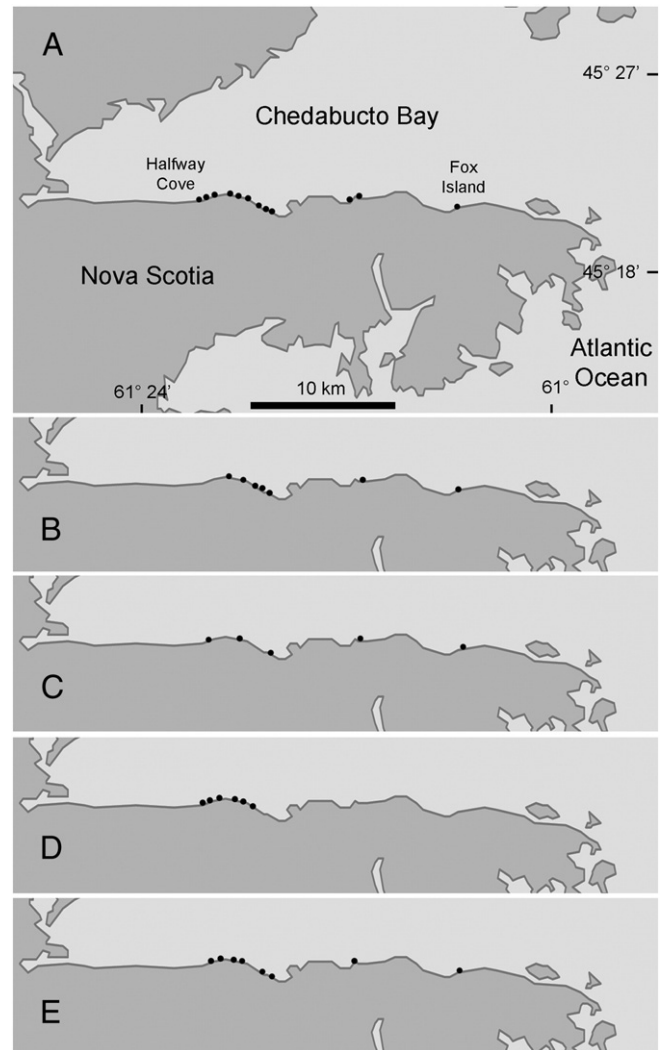 A
45° 27’
Chedabucto Bay
Halfway
Cove
Fox
Island
Nova Scotia
45° 18’
Atlantic
Ocean
61° 24’
10 km
61°
B
C
D
E